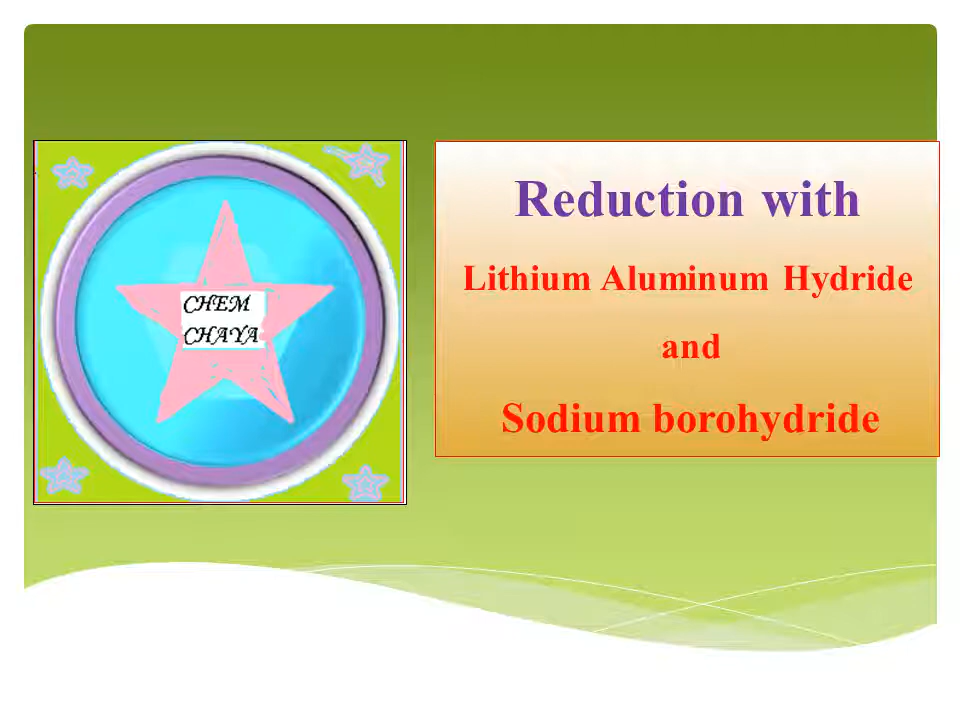 CHEM
CHAYA
Reduction with
Lithium Aluminum Hydride
and
Sodium borohydride